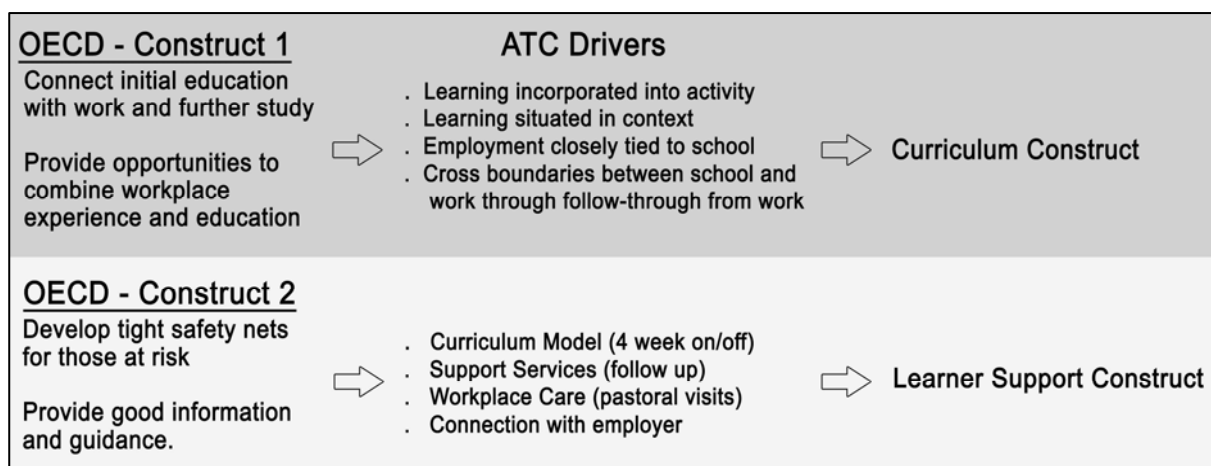 OECD - Construct 1
Connect initial education
with work and further study
Provide opportunities to
combine workplace
experience and education
ATC Drivers
. Learning incorporated into activity
. Learning situated in context
. Employment closely tied to school
. Cross boundaries between school and
work through follow-through from work
Curriculum Construct
OECD - Construct 2
Develop tight safety nets
for those at risk
Provide good information
and guidance.
. Curriculum Model (4 week on/off)
. Support Services (follow up)
. Workplace Care (pastoral visits)
. Connection with employer
Learner Support Construct